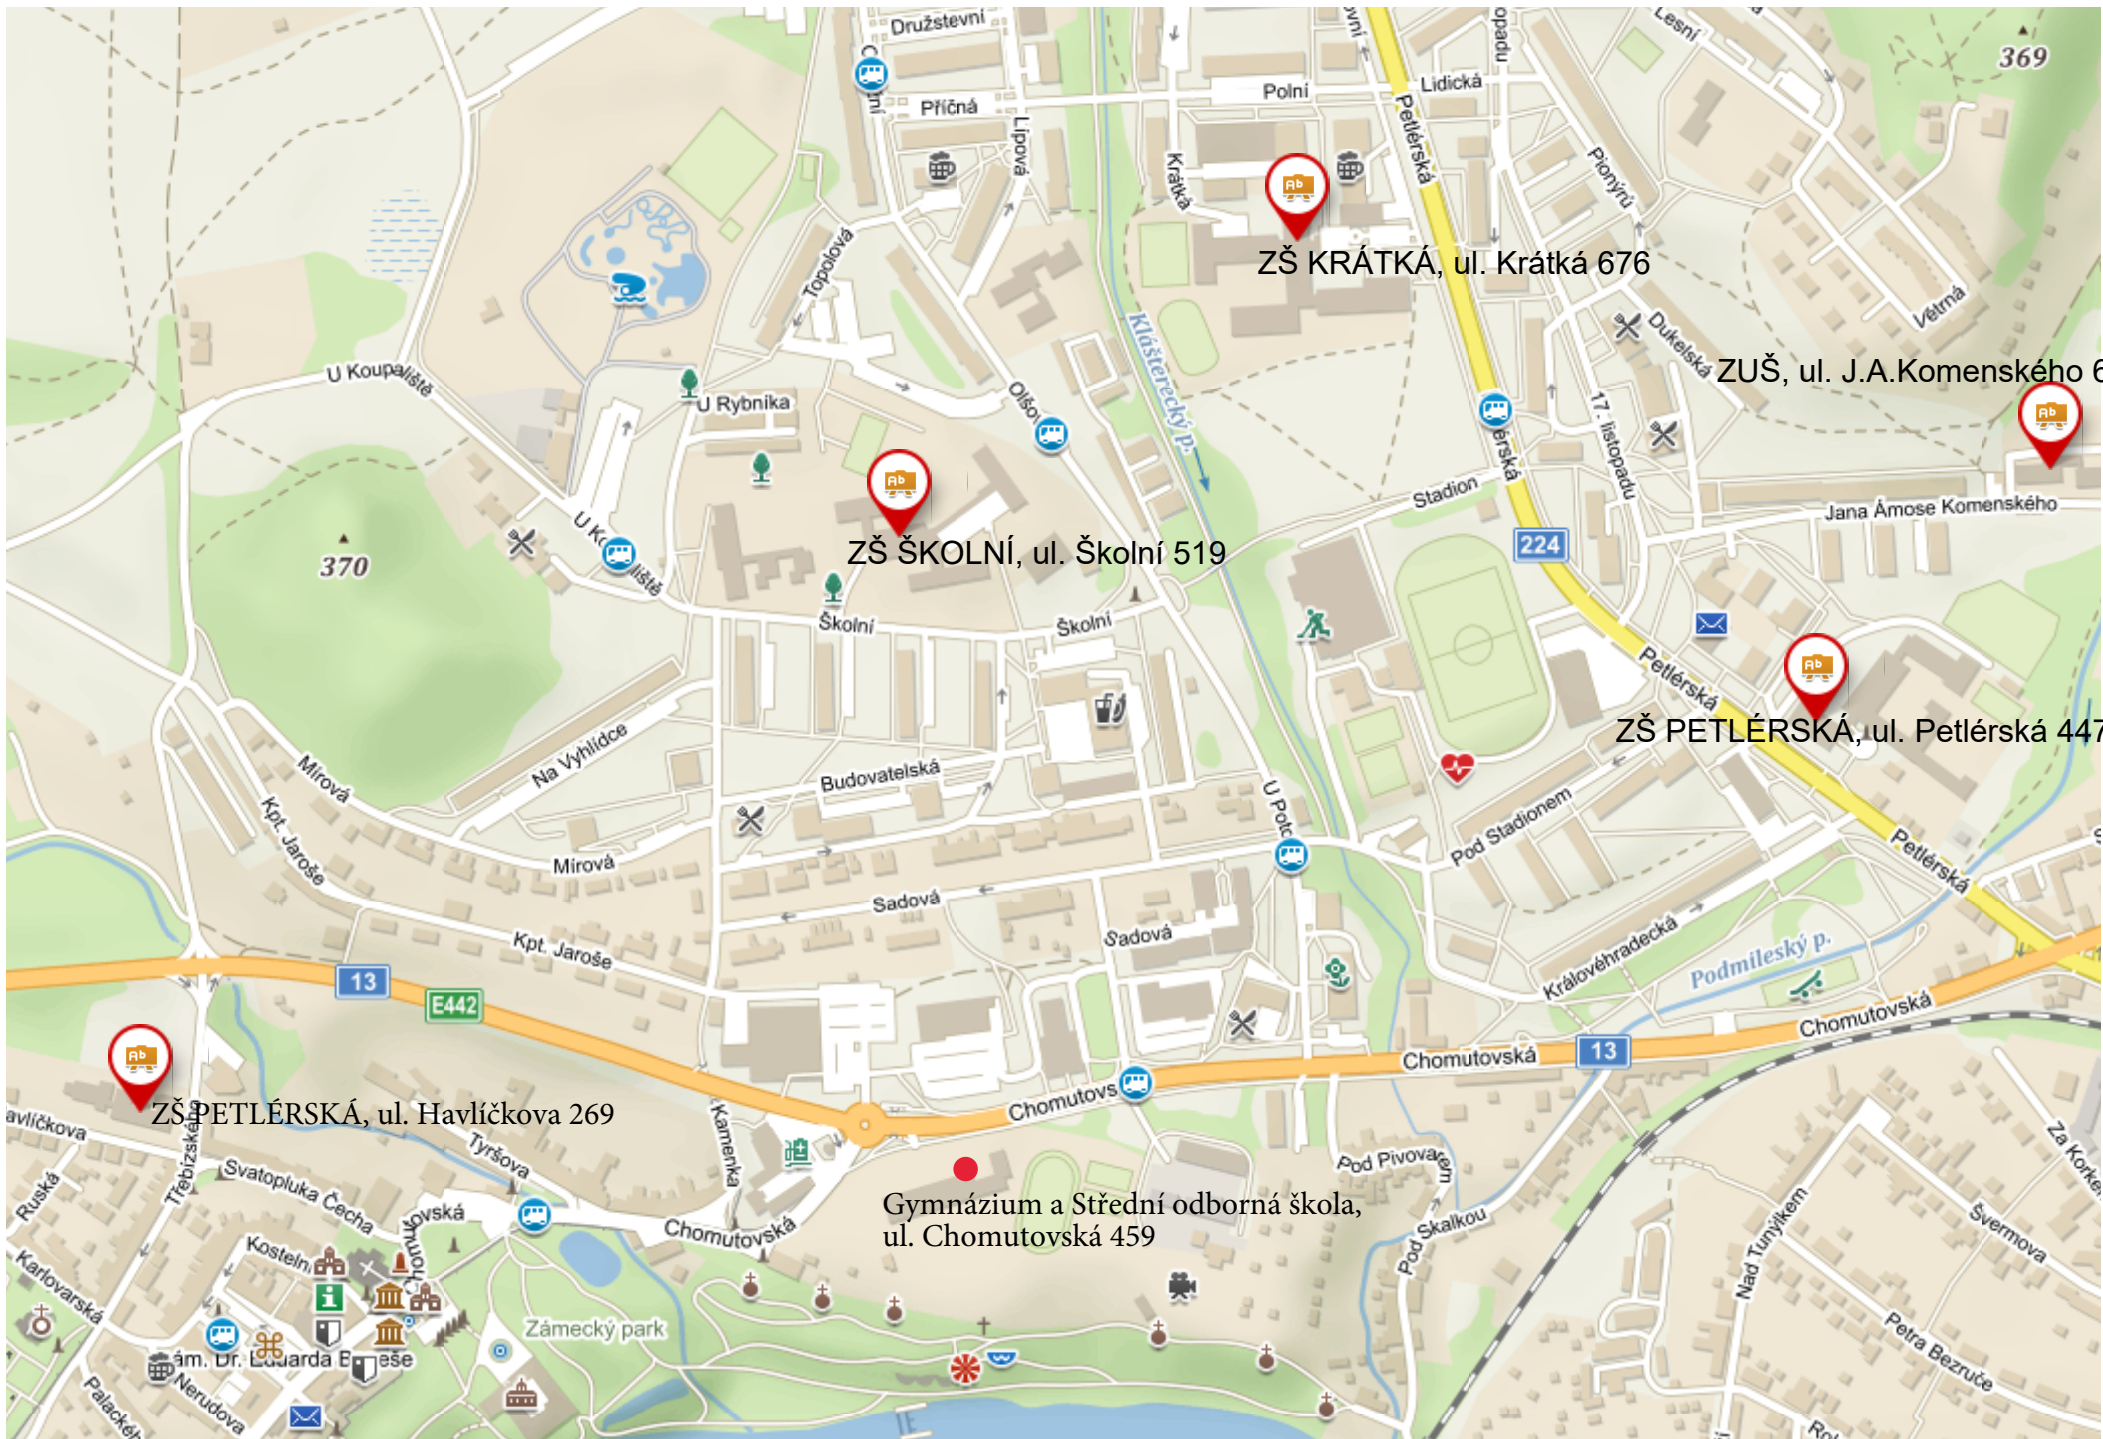 Družstevní
Lesní
369
Příčná
Polní
Lidická
Petlérská
Lipová
Krátká
Pionýrů
Topolová
ZŠ KRÁTKÁ, ul. Krátká 676
Větrná
Klášterecký p.
Dukelská
U Koupaliště
U Rybníka
ZUŠ, ul. J.A.Komenského 6
17. listopadu
Stadion
Jana Ámose Komenského
224
370
ZŠ ŠKOLNÍ, ul. Školní 519
Školní
Školní
Petlérská
ZŠ PETLÉRSKÁ, ul. Petlérská 447
Na Vyhlídce
Mírová
Budovatelská
Kpt. Jaroše
Pod Stadionem
Mírová
Petlérská
Sadová
Sadová
Kpt. Jaroše
Královéhradecká
Podmileský p.
13
E442
Chomutovská
Chomutovská
13
Chomutovs
ZŠ PETLÉRSKÁ, ul. Havlíčkova 269
avlíčkova
Třebízského
Tyršova
Kamenka
Pod Pivovarem
Za Korkem
Svatopluka Čecha
Ruská
Gymnázium a Střední odborná škola,
ul. Chomutovská 459
Chomutovská
Pod Skalkou
Nad Tunýlkem
Švermova
Karlovarská
Zámecký park
Petra Bezruče
Nerudova